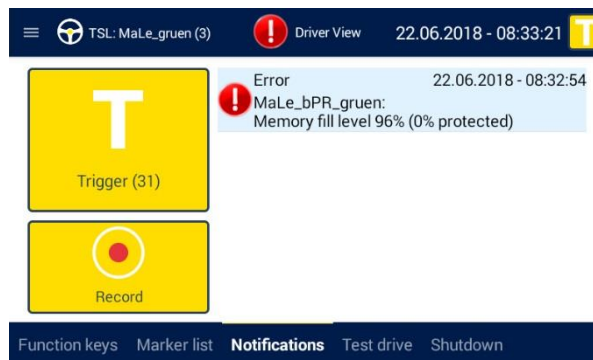 TSL: MaLe_gruen (3) Driver View 22.06.2018 - 08:33:21 T
T
Trigger (31)
Record
Error 22.06.2018 - 08:32:54
MaLe_bPR_gruen:
Memory fill level 96% (0% protected)
Function keys Marker list Notifications Test drive Shutdown